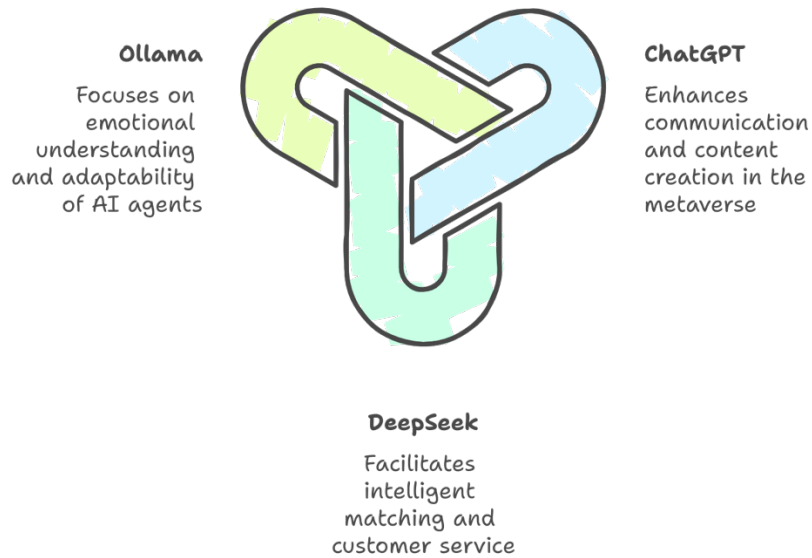 Ollama
Focuses on
emotional
understanding
and adaptability
of AI agents
ChatGPT
Enhances
communication
and content
creation in the
metaverse
DeepSeek
Facilitates
intelligent
matching and
customer service